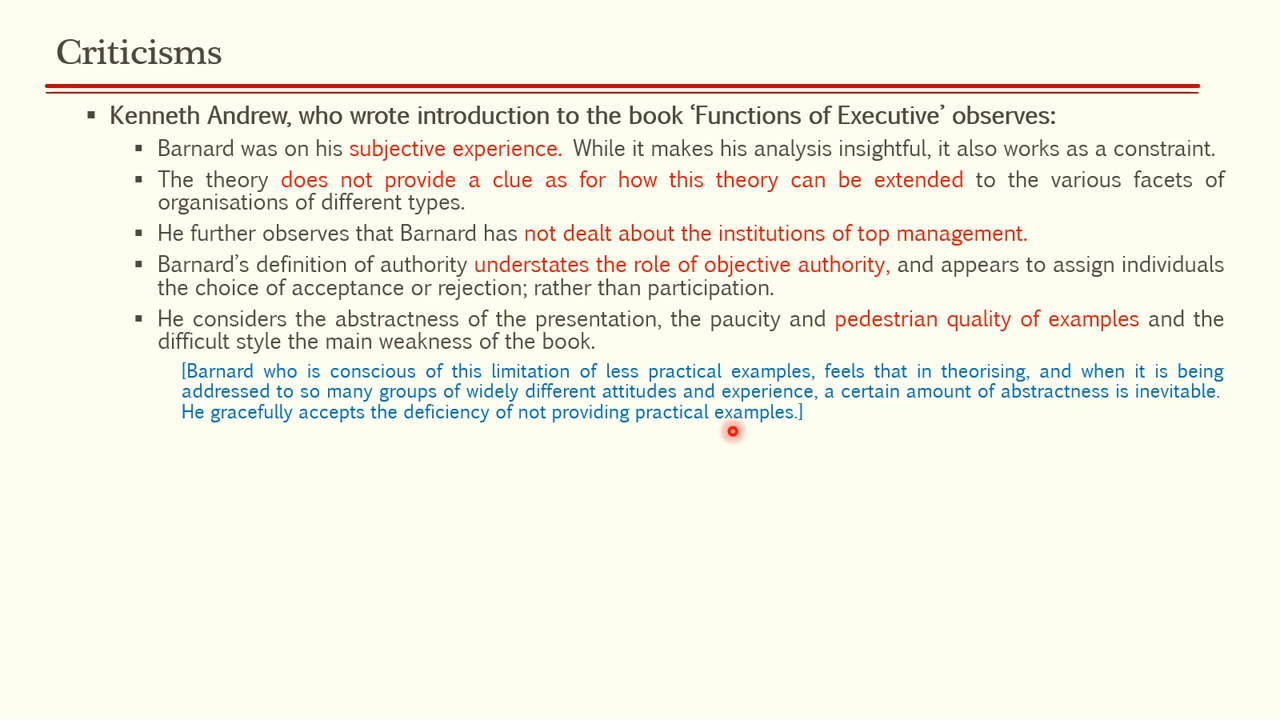 Criticisms
▪ Kenneth Andrew, who wrote introduction to the book ‘Functions of Executive’ observes:
▪ Barnard was on his subjective experience. While it makes his analysis insightful, it also works as a constraint.
▪ The theory does not provide a clue as for how this theory can be extended to the various facets of
organisations of different types.
▪ He further observes that Barnard has not dealt about the institutions of top management.
▪ Barnard’s definition of authority understates the role of objective authority, and appears to assign individuals
the choice of acceptance or rejection; rather than participation.
▪ He considers the abstractness of the presentation, the paucity and pedestrian quality of examples and the
difficult style the main weakness of the book.
[Barnard who is conscious of this limitation of less practical examples, feels that in theorising, and when it is being
addressed to so many groups of widely different attitudes and experience, a certain amount of abstractness is inevitable.
He gracefully accepts the deficiency of not providing practical examples.]